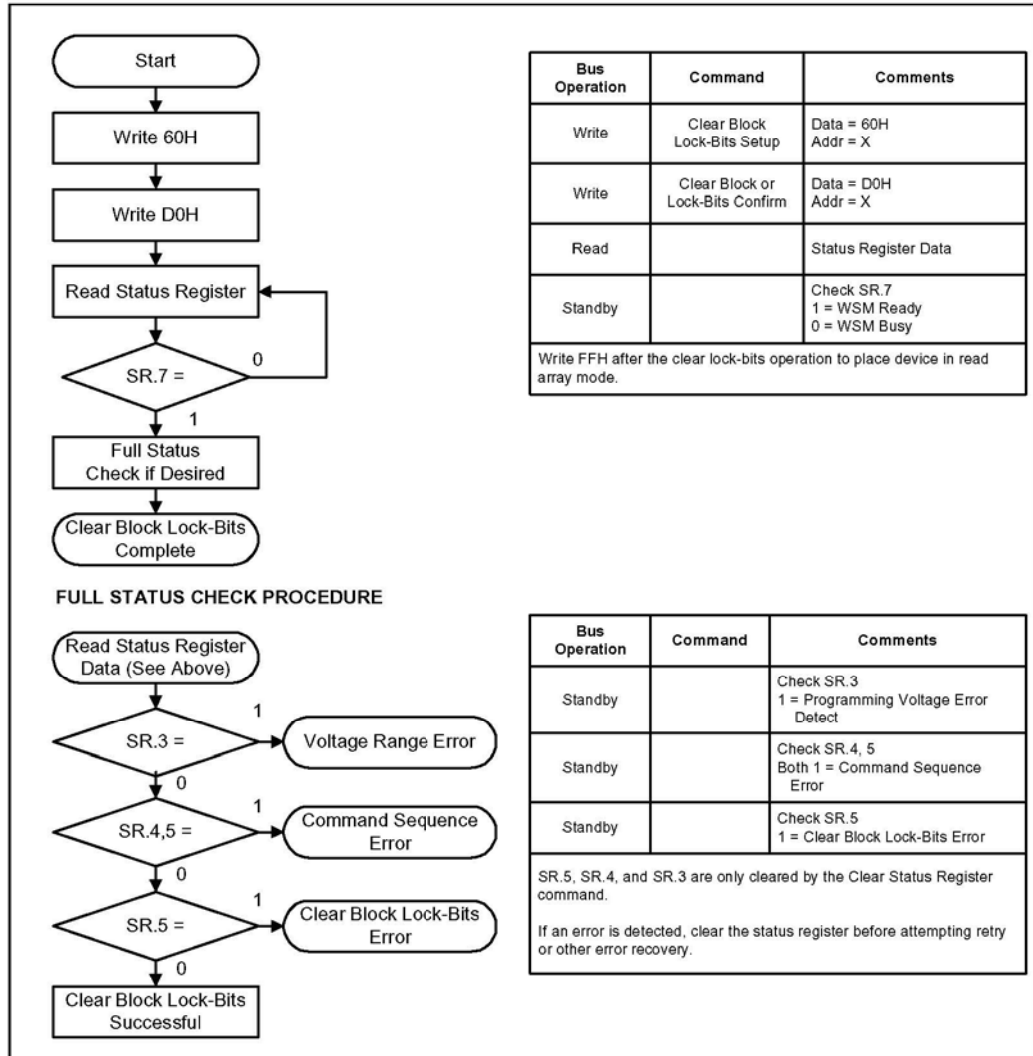 Start
Write 60H
Write D0H
Read Status Register
0
SR.7 =
1
Full Status
Check if Desired
Clear Block Lock-Bits
Complete
Bus
Operation
Command
Comments
Write
Clear Block
Lock-Bits Setup
Data = 60H
Addr = X
Write
Clear Block or
Lock-Bits Confirm
Data = D0H
Addr = X
Read
Status Register Data
Standby
Check SR.7
1 = WSM Ready
0 = WSM Busy
Write FFH after the clear lock-bits operation to place device in read
array mode.
FULL STATUS CHECK PROCEDURE
Read Status Register
Data (See Above)
1
SR.3 =
Voltage Range Error
0
1
SR.4,5 =
Command Sequence
Error
0
1
SR.5 =
Clear Block Lock-Bits
Error
0
Clear Block Lock-Bits
Successful
Bus
Operation
Command
Comments
Standby
Check SR.3
1 = Programming Voltage Error
Detect
Standby
Check SR.4, 5
Both 1 = Command Sequence
Error
Standby
Check SR.5
1 = Clear Block Lock-Bits Error
SR.5, SR.4, and SR.3 are only cleared by the Clear Status Register
command.
If an error is detected, clear the status register before attempting retry
or other error recovery.